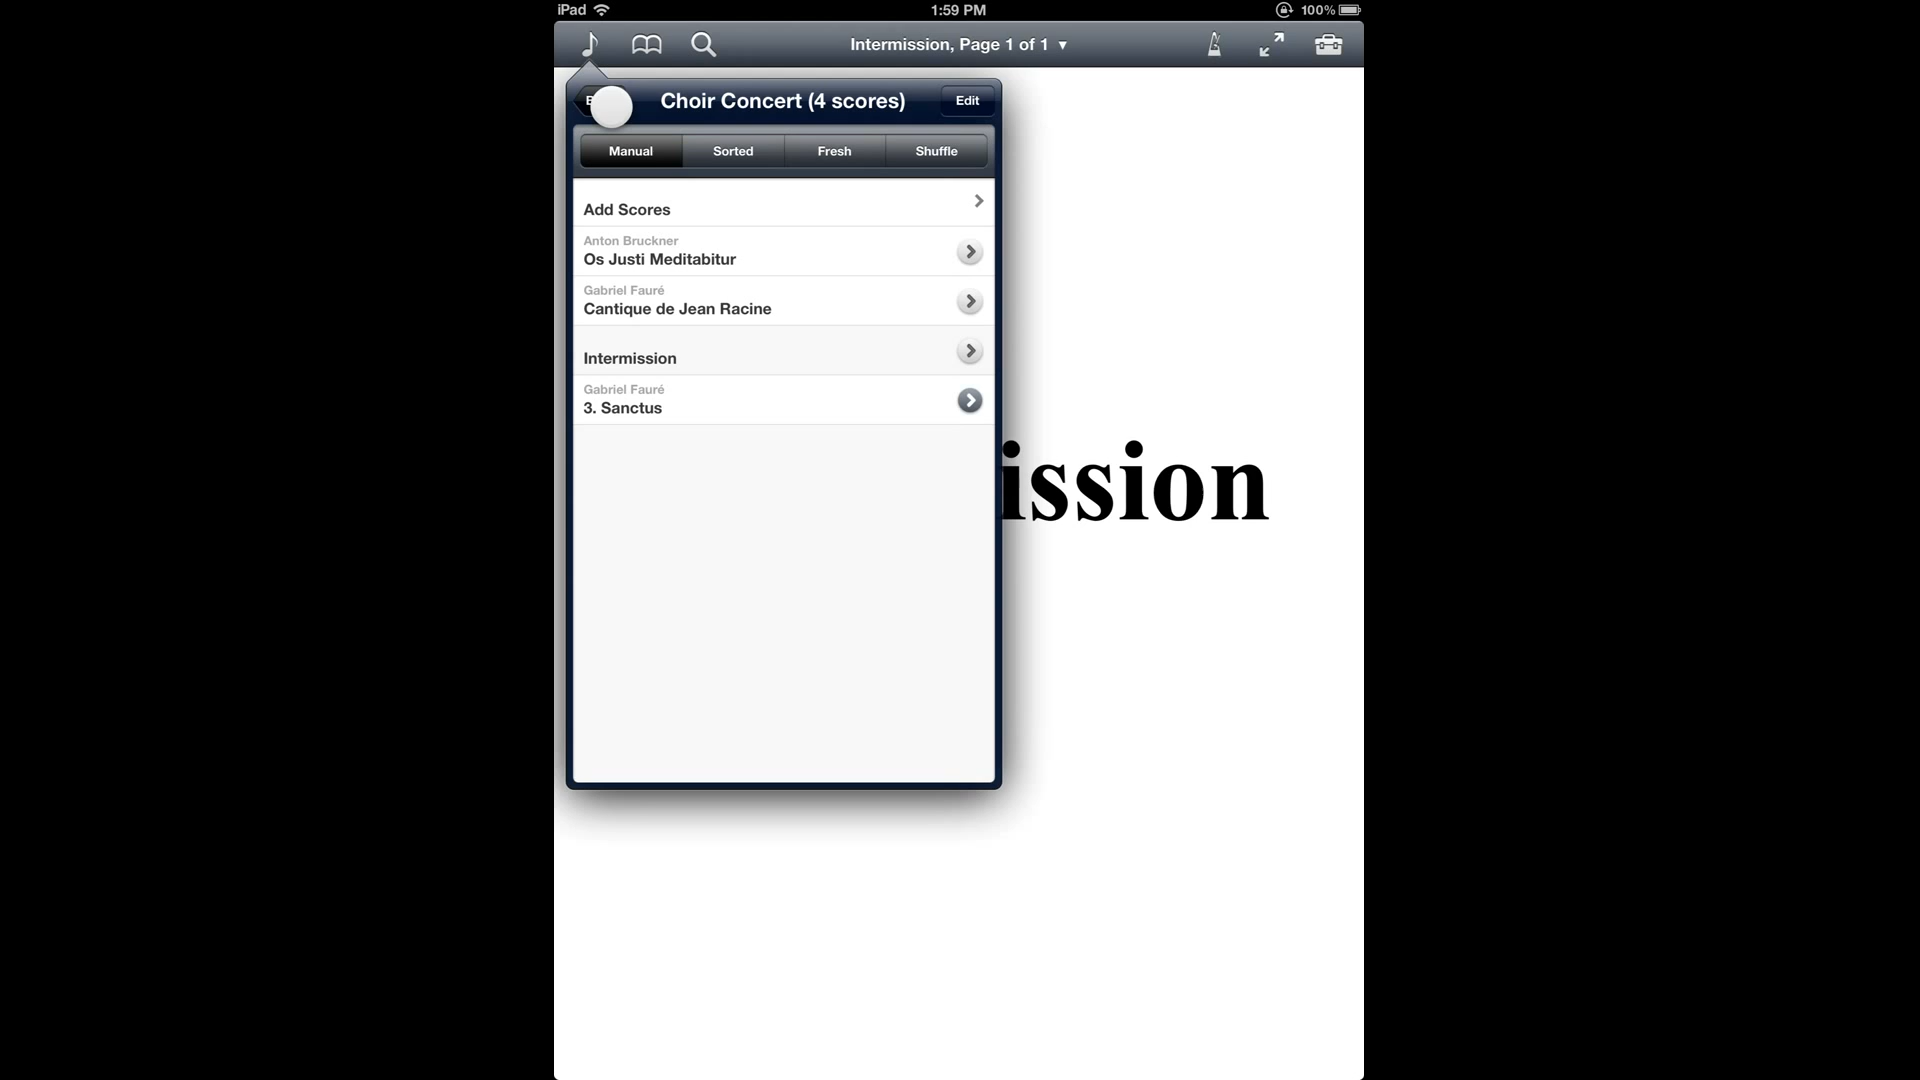 iPad 1:59 PM 100%
Intermission, Page 1 of 1 ▼
Choir Concert (4 scores) Edit
Manual Sorted Fresh Shuffle
Add Scores
Anton Bruckner
Os Justi Meditabitur
Gabriel Fauré
Cantique de Jean Racine
Intermission
Gabriel Fauré
3. Sanctus
ission